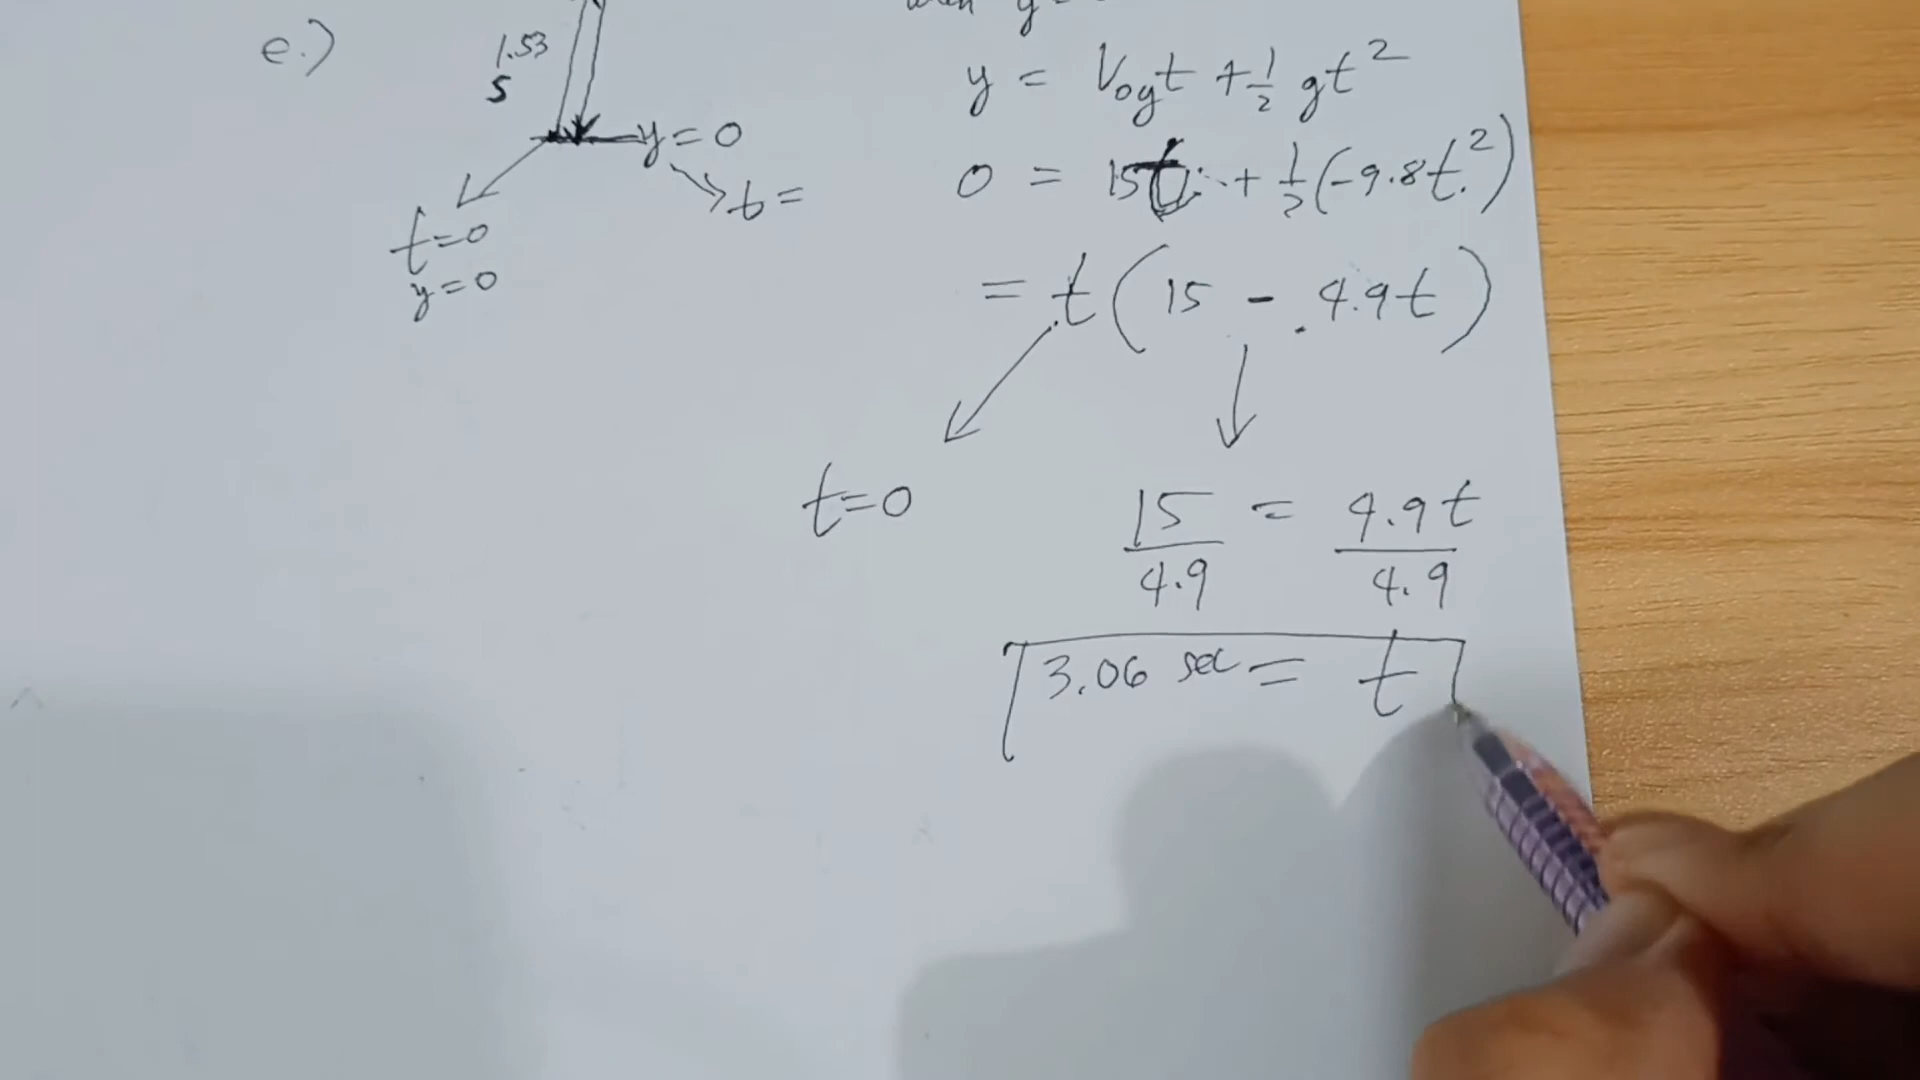 e.)
1.53
s
y = 0
t =
t = 0
y = 0
y = Voyt + 1/2 gt²
0 = 15t + 1/2 (-9.8t²)
= t (15 - 4.9t)
t = 0
15 = 4.9t
4.9 4.9
3.06 sec = t